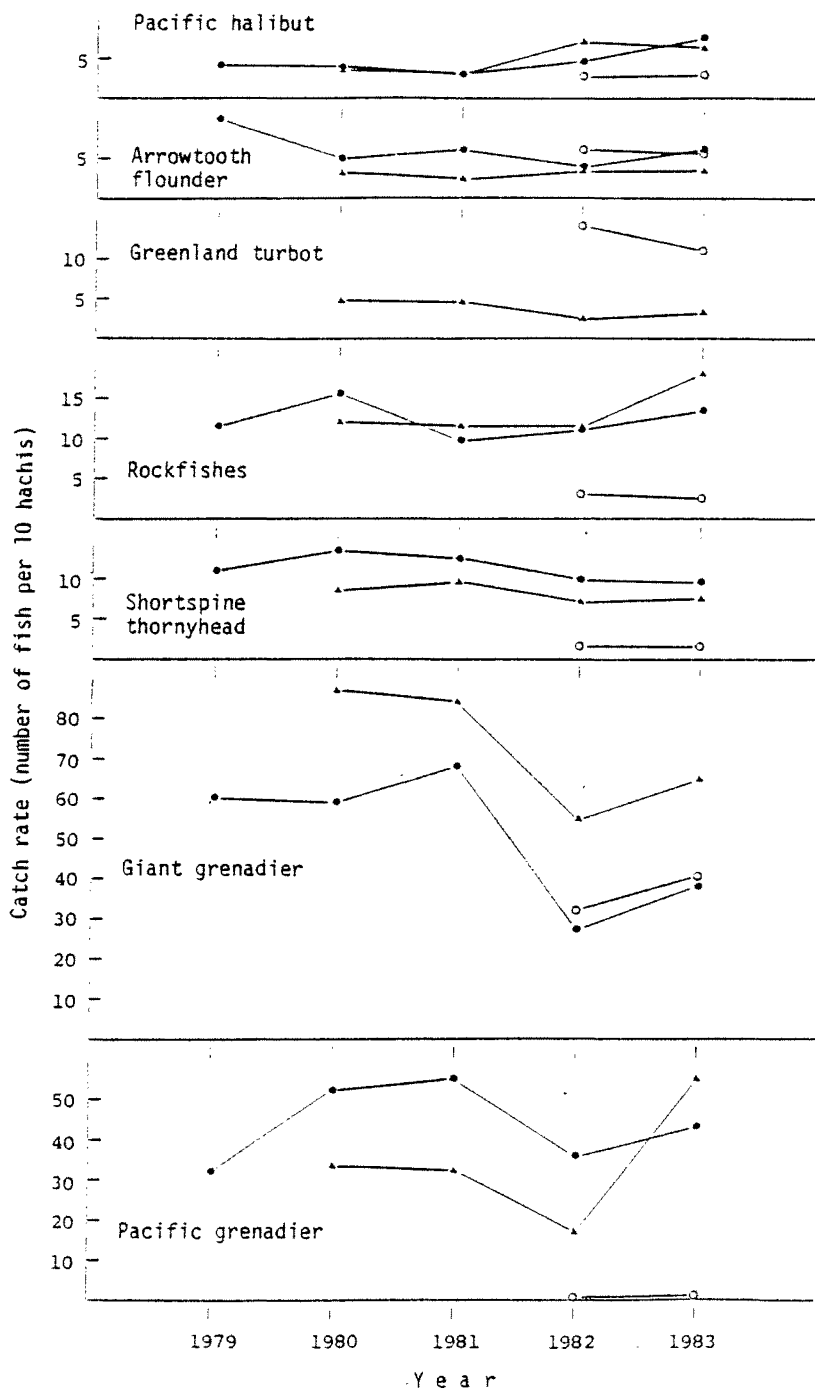 Pacific halibut
5
5
Arrowtooth
flounder
Greenland turbot
10
5
15
10
5
Rockfishes
10
5
Shortspine
thornyhead
80
70
60
50
40
30
20
10
Giant grenadier
50
40
30
20
10
Pacific grenadier
Catch rate (number of fish per 10 hachis)
1979 1980 1981 1982 1983
Year